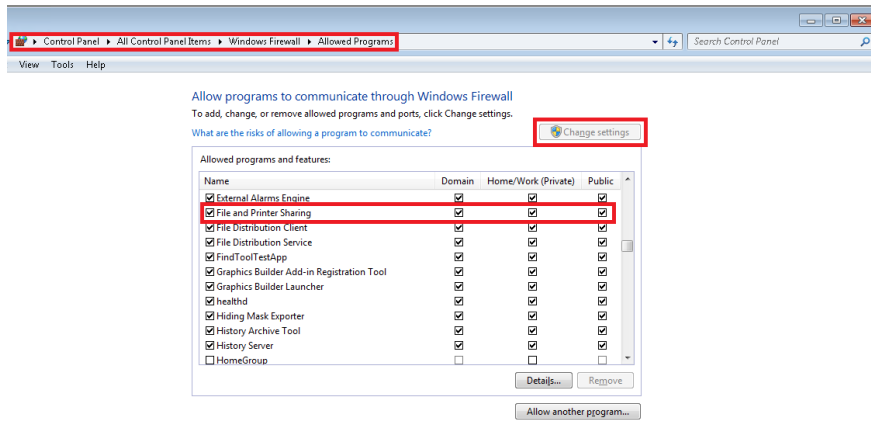 Control Panel ▸ All Control Panel Items ▸ Windows Firewall ▸ Allowed Programs
Search Control Panel
View Tools Help
Allow programs to communicate through Windows Firewall
To add, change, or remove allowed programs and ports, click Change settings.
What are the risks of allowing a program to communicate?
Change settings
Allowed programs and features:
Name Domain Home/Work (Private) Public
External Alarms Engine
File and Printer Sharing
File Distribution Client
File Distribution Service
FindToolTestApp
Graphics Builder Add-in Registration Tool
Graphics Builder Launcher
healthd
Hiding Mask Exporter
History Archive Tool
History Server
HomeGroup
Details... Remove
Allow another program...